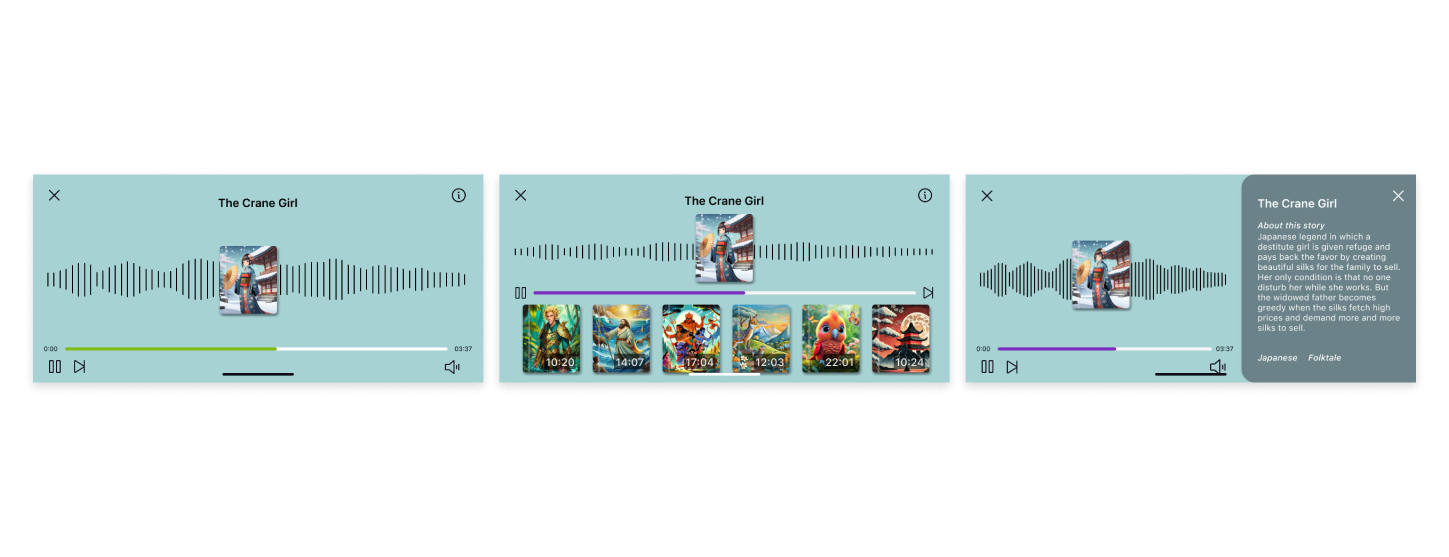 The Crane Girl
0:00
03:37
The Crane Girl
10:20
14:07
17:04
12:03
22:01
10:24
0:00
03:37
The Crane Girl
About this story
Japanese legend in which a
destitute girl is given refuge and
pays back the favor by creating
beautiful silks for the family to sell.
Her only condition is that no one
disturb her while she works. But
the widowed father becomes
greedy when the silks fetch high
prices and demand more and more
silks to sell.
Japanese Folktale